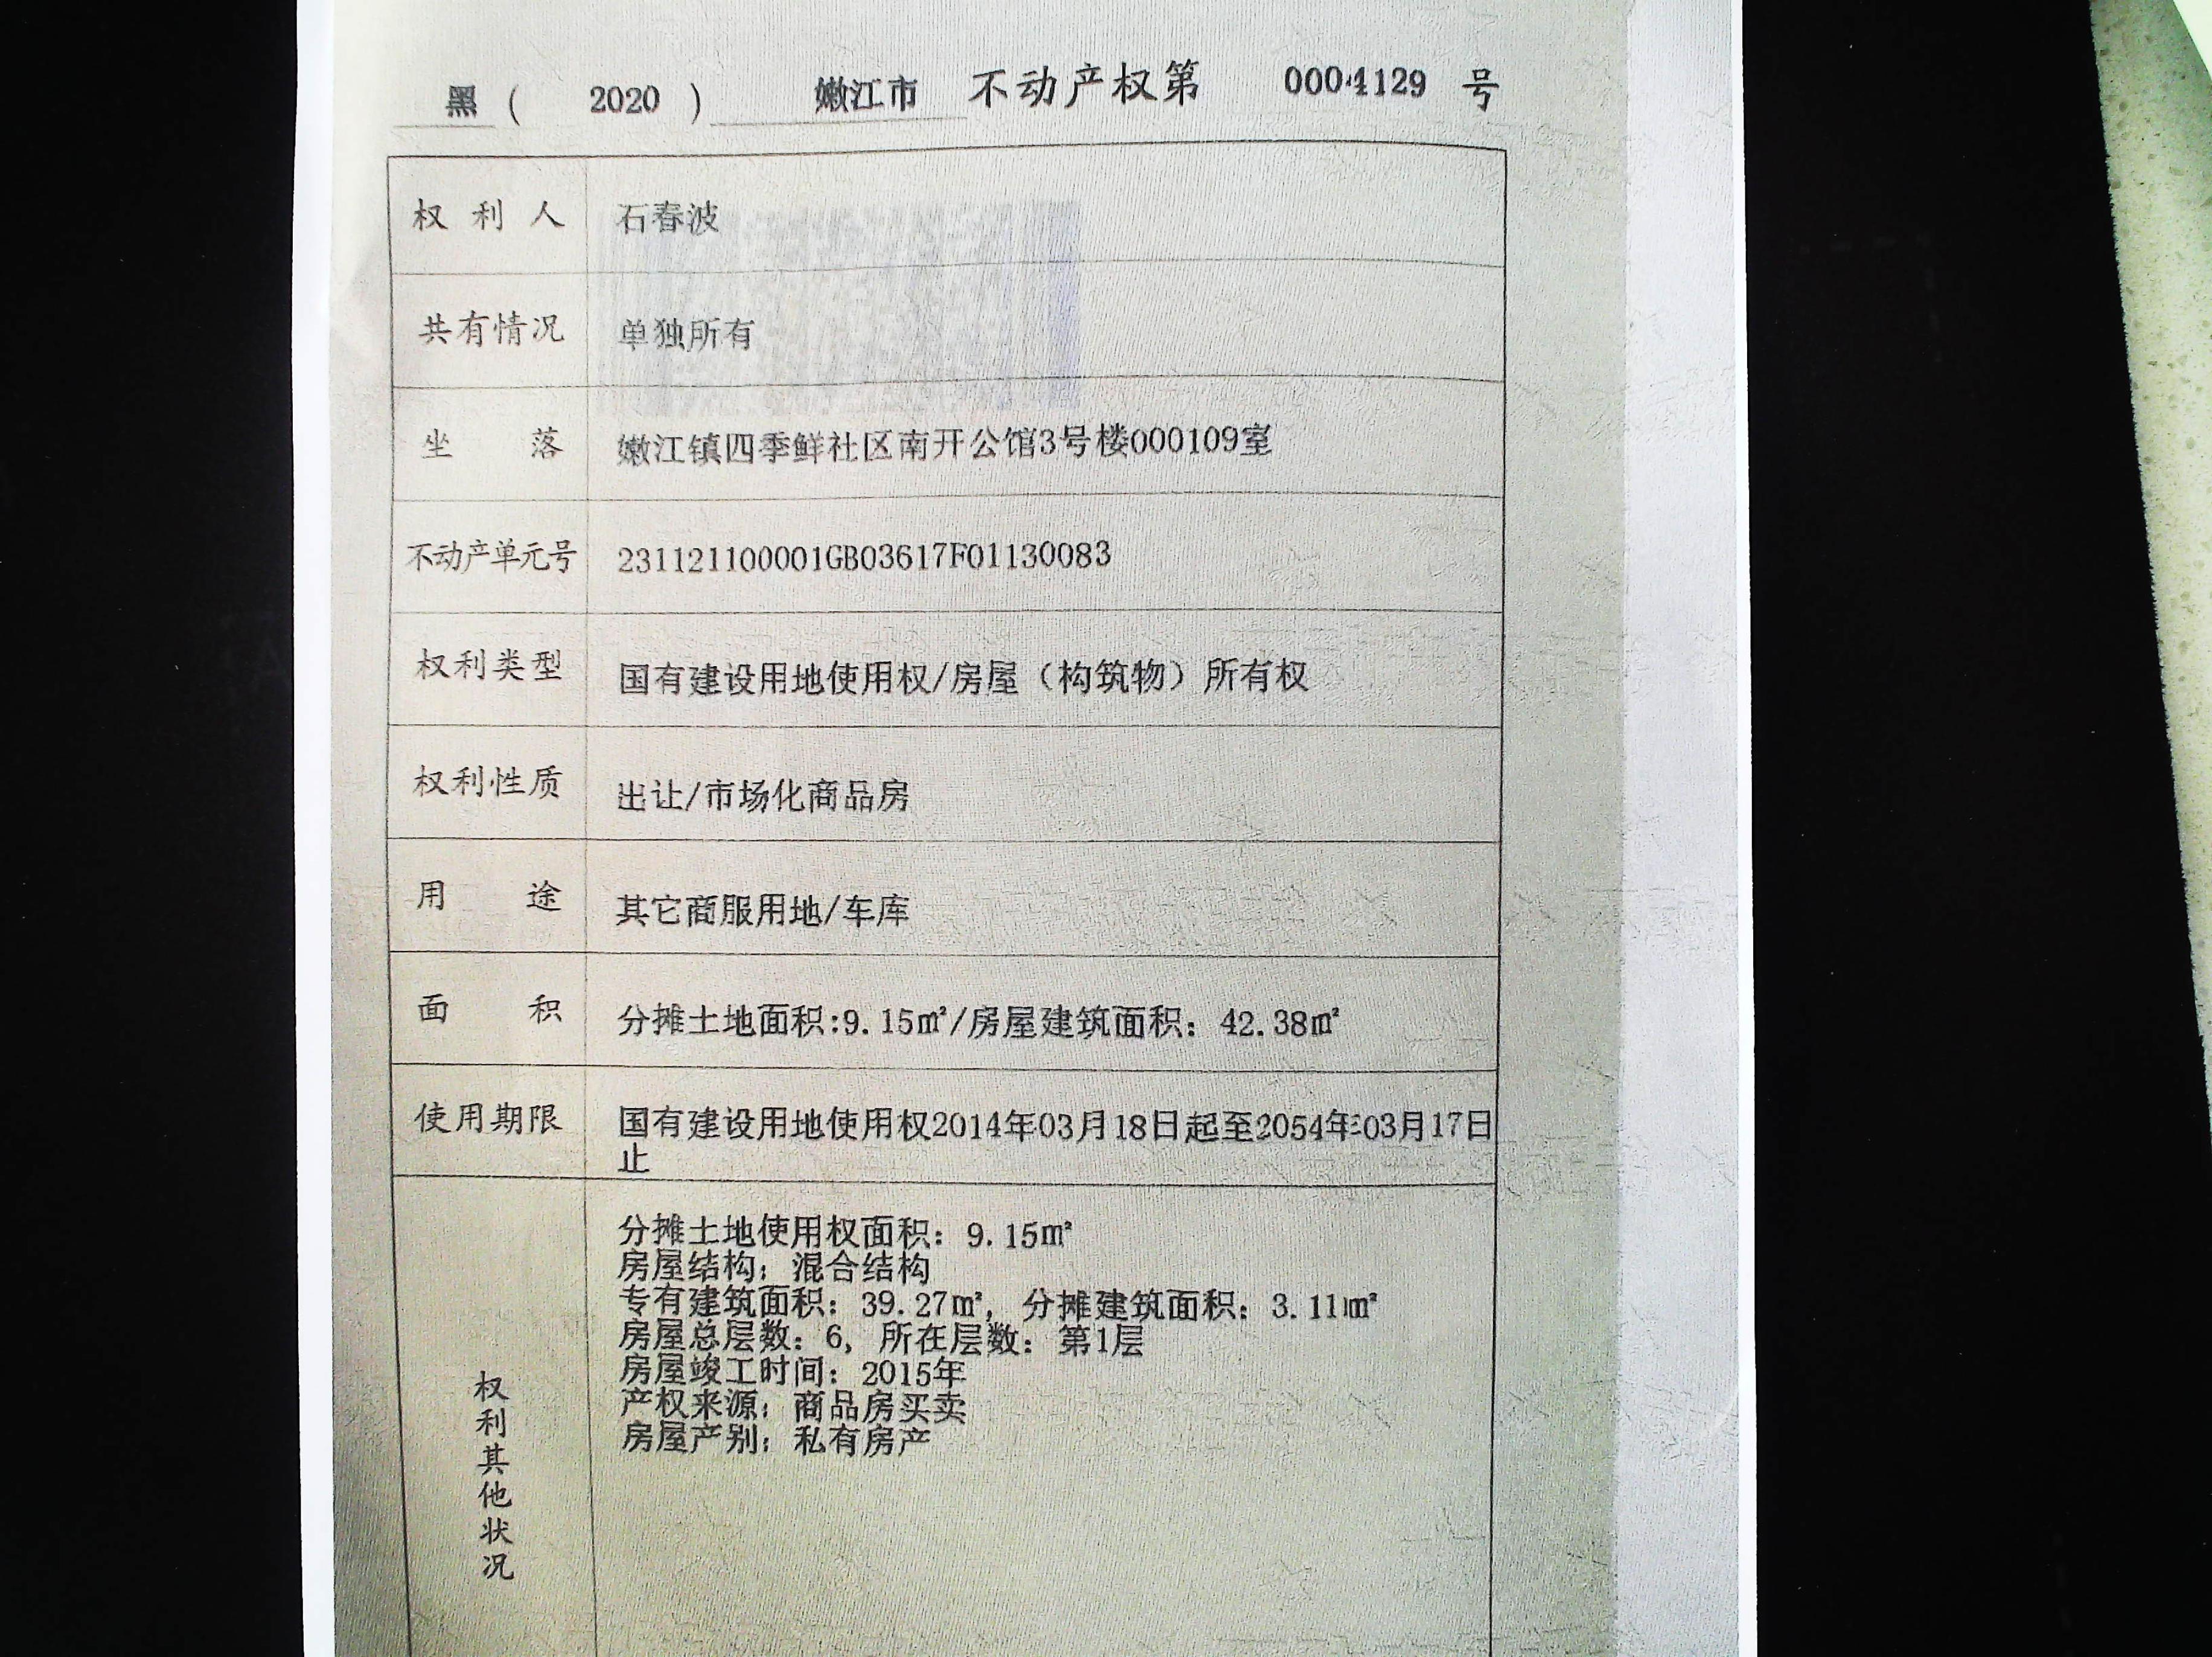 黑 （ 2020 ） 嫩江市 不动产权第 0004129 号
权利人 石春波
共有情况 单独所有
坐落 嫩江镇四季鲜社区南开公馆3号楼000109室
不动产单元号 231121100001GB03617F01130083
权利类型 国有建设用地使用权/房屋（构筑物）所有权
权利性质 出让/市场化商品房
用途 其它商服用地/车库
面积 分摊土地面积:9.15㎡/房屋建筑面积：42.38㎡
使用期限 国有建设用地使用权2014年03月18日起至2054年03月17日
止
权利其他状况
分摊土地使用权面积：9.15㎡
房屋结构：混合结构
专有建筑面积：39.27㎡，分摊建筑面积：3.11㎡
房屋总层数：6，所在层数：第1层
房屋竣工时间：2015年
产权来源：商品房买卖
房屋产别：私有房产